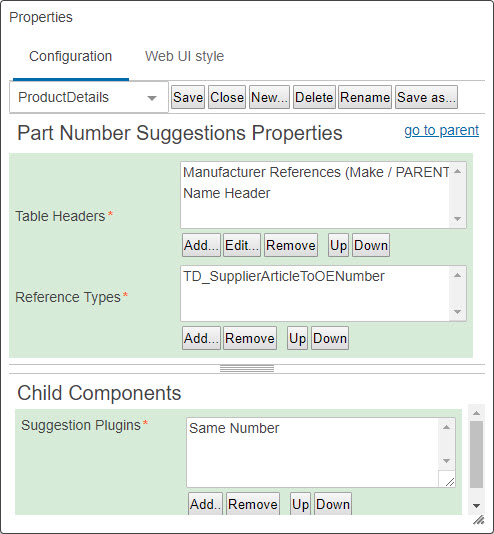 Properties
Configuration Web UI style
ProductDetails Save Close New... Delete Rename Save as...
Part Number Suggestions Properties go to parent
Manufacturer References (Make / PARENT
Name Header
Table Headers*
Add... Edit... Remove Up Down
TD_SupplierArticleToOENumber
Reference Types*
Add... Remove Up Down
Child Components
Suggestion Plugins* Same Number
Add.. Remove Up Down